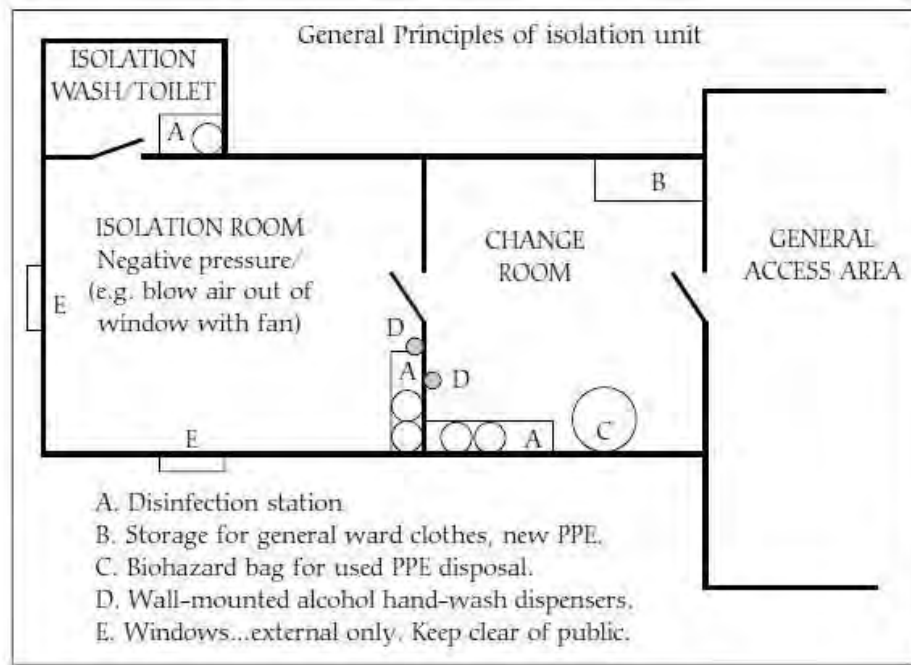 General Principles of isolation unit
ISOLATION
WASH/TOILET
A
B
ISOLATION ROOM
Negative pressure/
(e.g. blow air out of
window with fan)
CHANGE
ROOM
GENERAL
ACCESS AREA
E
D
A
D
E
A
C
A. Disinfection station
B. Storage for general ward clothes, new PPE.
C. Biohazard bag for used PPE disposal.
D. Wall-mounted alcohol hand-wash dispensers.
E. Windows...external only. Keep clear of public.